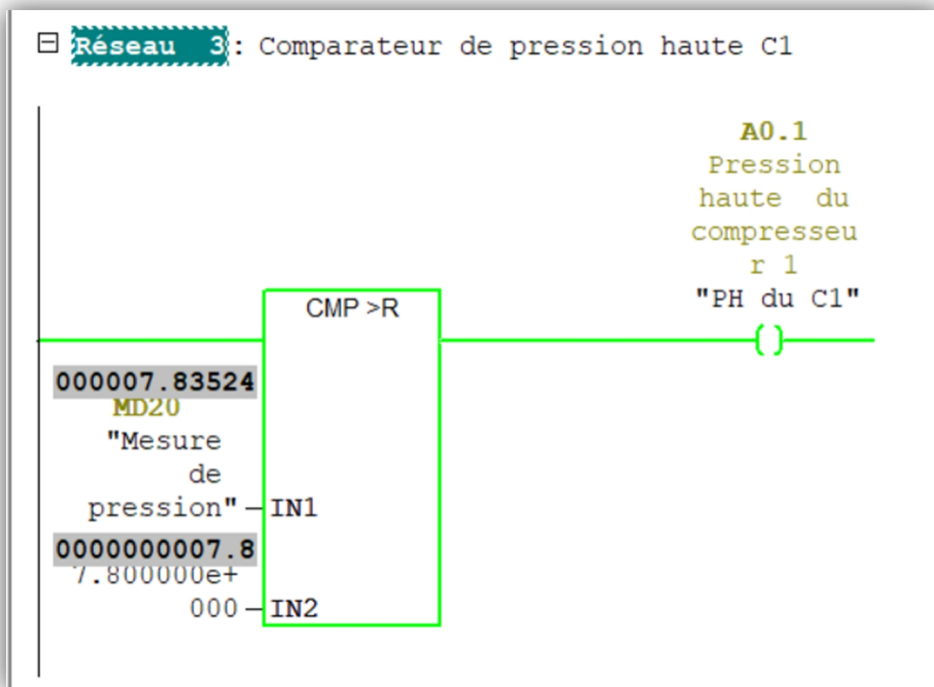 Réseau 3: Comparateur de pression haute C1
A0.1
Pression
haute du
compresseu
r 1
"PH du C1"
CMP >R
000007.83524
MD20
"Mesure
de
pression"
IN1
0000000007.8
7.800000e+
000
IN2